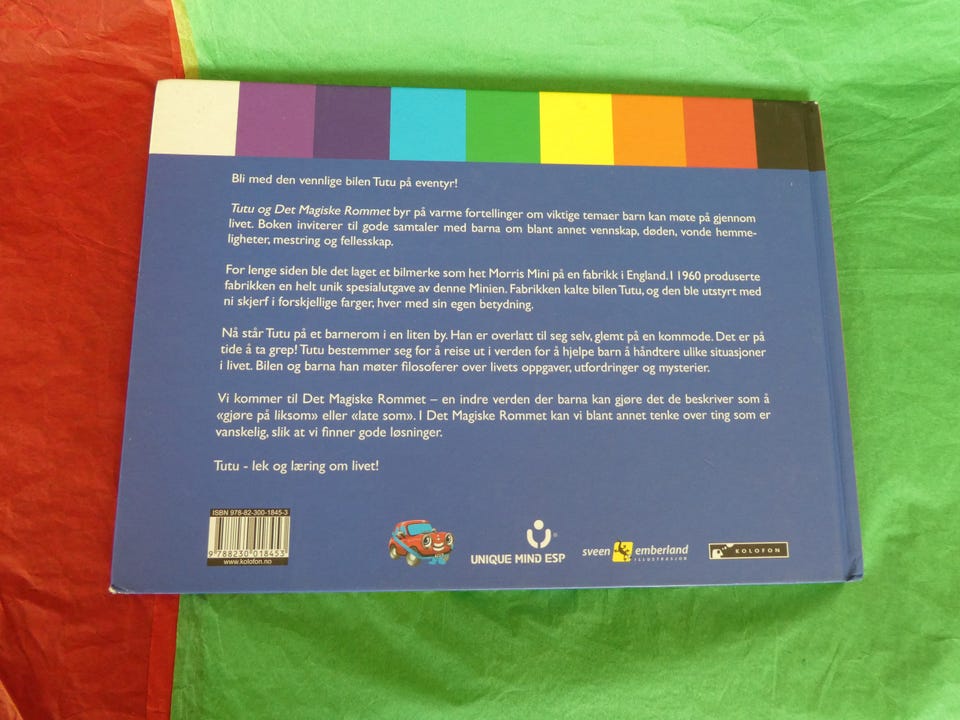 Bli med den vennlige bilen Tutu på eventyr!
Tutu og Det Magiske Rommet byr på varme fortellinger om viktige temaer barn kan møte på gjennom
livet. Boken inviterer til gode samtaler med barna om blant annet vennskap, døden, vonde hemme-
ligheter, mestring og fellesskap.
For lenge siden ble det laget et bilmerke som het Morris Mini på en fabrikk i England. I 1960 produserte
fabrikken en helt unik spesialutgave av denne Minien. Fabrikken kalte bilen Tutu, og den ble utstyrt med
ni skjerf i forskjellige farger, hver med sin egen betydning.
Nå står Tutu på et barnerom i en liten by. Han er overlatt til seg selv, glemt på en kommode. Det er på
tide å ta grep! Tutu bestemmer seg for å reise ut i verden for å hjelpe barn å håndtere ulike situasjoner
i livet. Bilen og barna han møter filosoferer over livets oppgaver, utfordringer og mysterier.
Vi kommer til Det Magiske Rommet – en indre verden der barna kan gjøre det de beskriver som å
«gjøre på liksom» eller «late som». I Det Magiske Rommet kan vi blant annet tenke over ting som er
vanskelig, slik at vi finner gode løsninger.
Tutu - lek og læring om livet!
ISBN 978-82-300-1845-3
9 788230 018453
www.kolofon.no
UNIQUE MIND ESP
sveen emberland
ILLUSTRASJON
KOLOFON